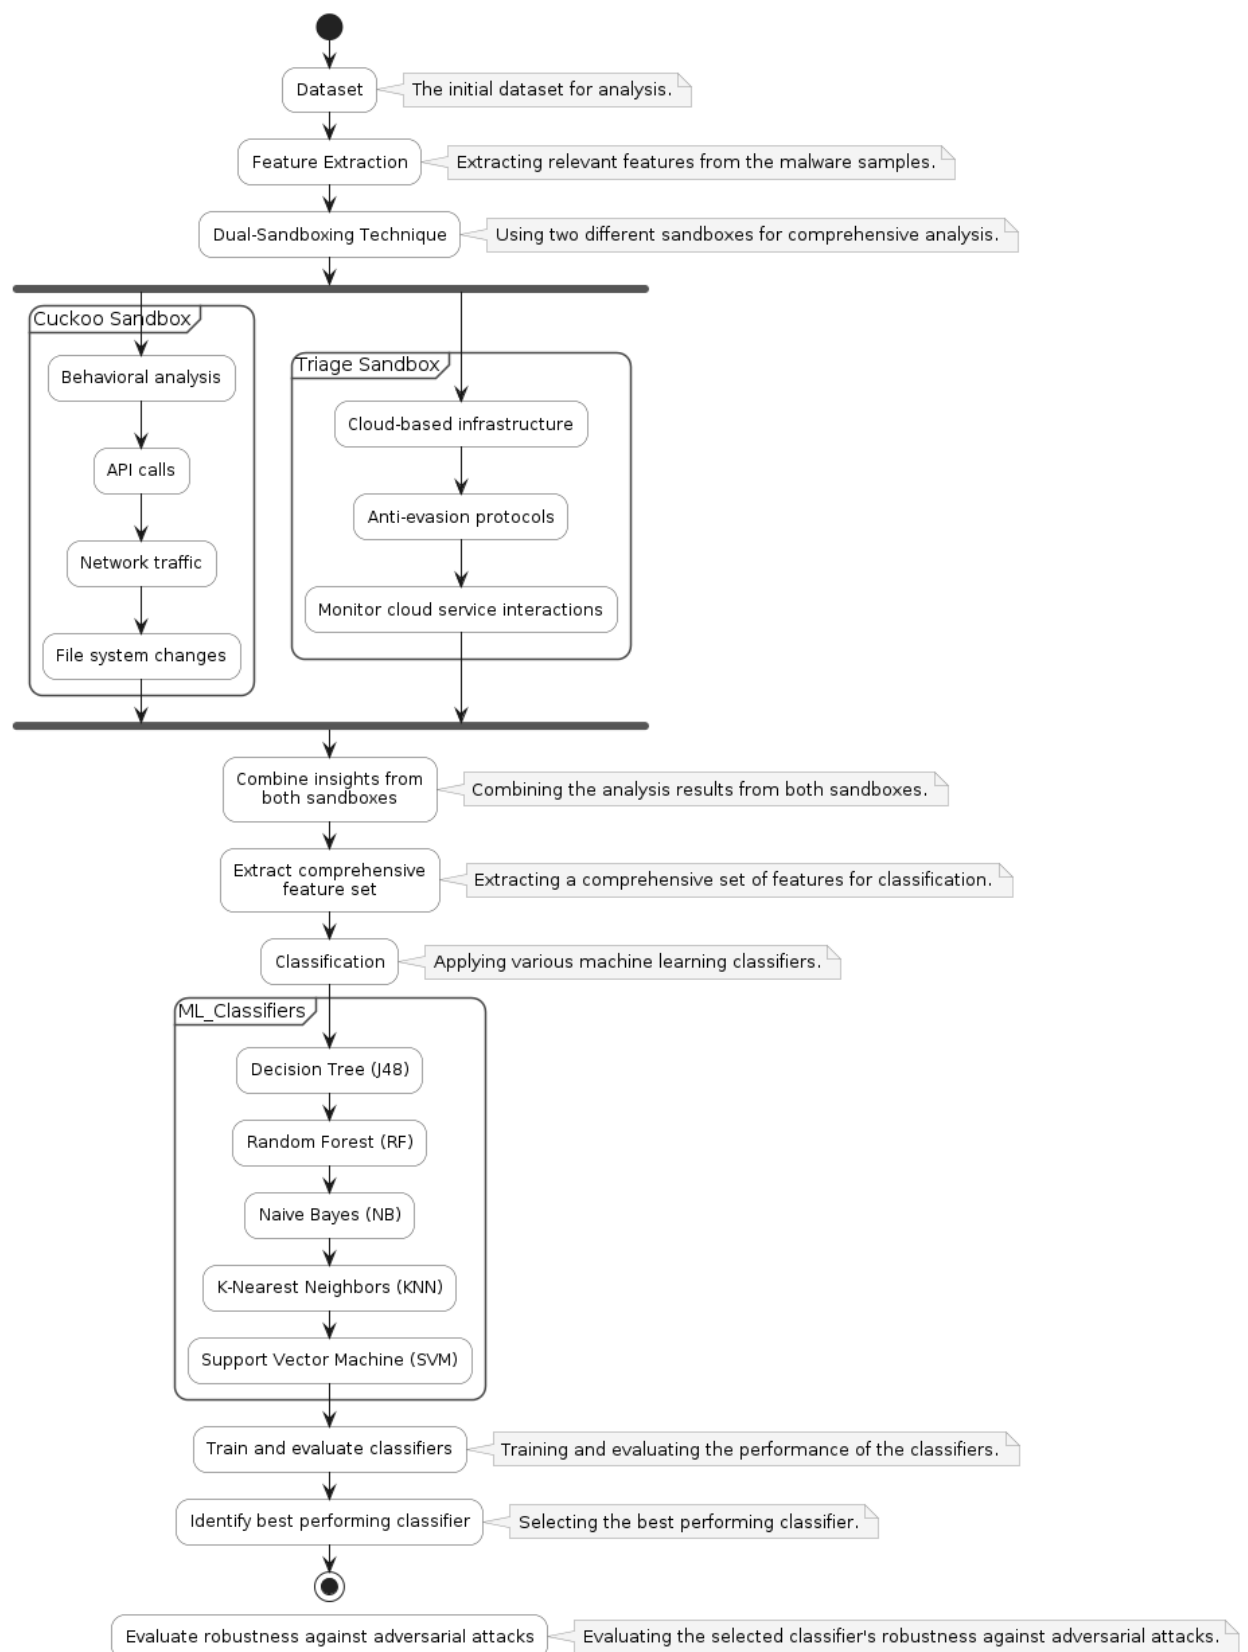 Dataset
The initial dataset for analysis.
Feature Extraction
Extracting relevant features from the malware samples.
Dual-Sandboxing Technique
Using two different sandboxes for comprehensive analysis.
Cuckoo Sandbox
Behavioral analysis
API calls
Network traffic
File system changes
Triage Sandbox
Cloud-based infrastructure
Anti-evasion protocols
Monitor cloud service interactions
Combine insights from
both sandboxes
Combining the analysis results from both sandboxes.
Extract comprehensive
feature set
Extracting a comprehensive set of features for classification.
Classification
Applying various machine learning classifiers.
ML_Classifiers
Decision Tree (J48)
Random Forest (RF)
Naive Bayes (NB)
K-Nearest Neighbors (KNN)
Support Vector Machine (SVM)
Train and evaluate classifiers
Training and evaluating the performance of the classifiers.
Identify best performing classifier
Selecting the best performing classifier.
Evaluate robustness against adversarial attacks
Evaluating the selected classifier's robustness against adversarial attacks.